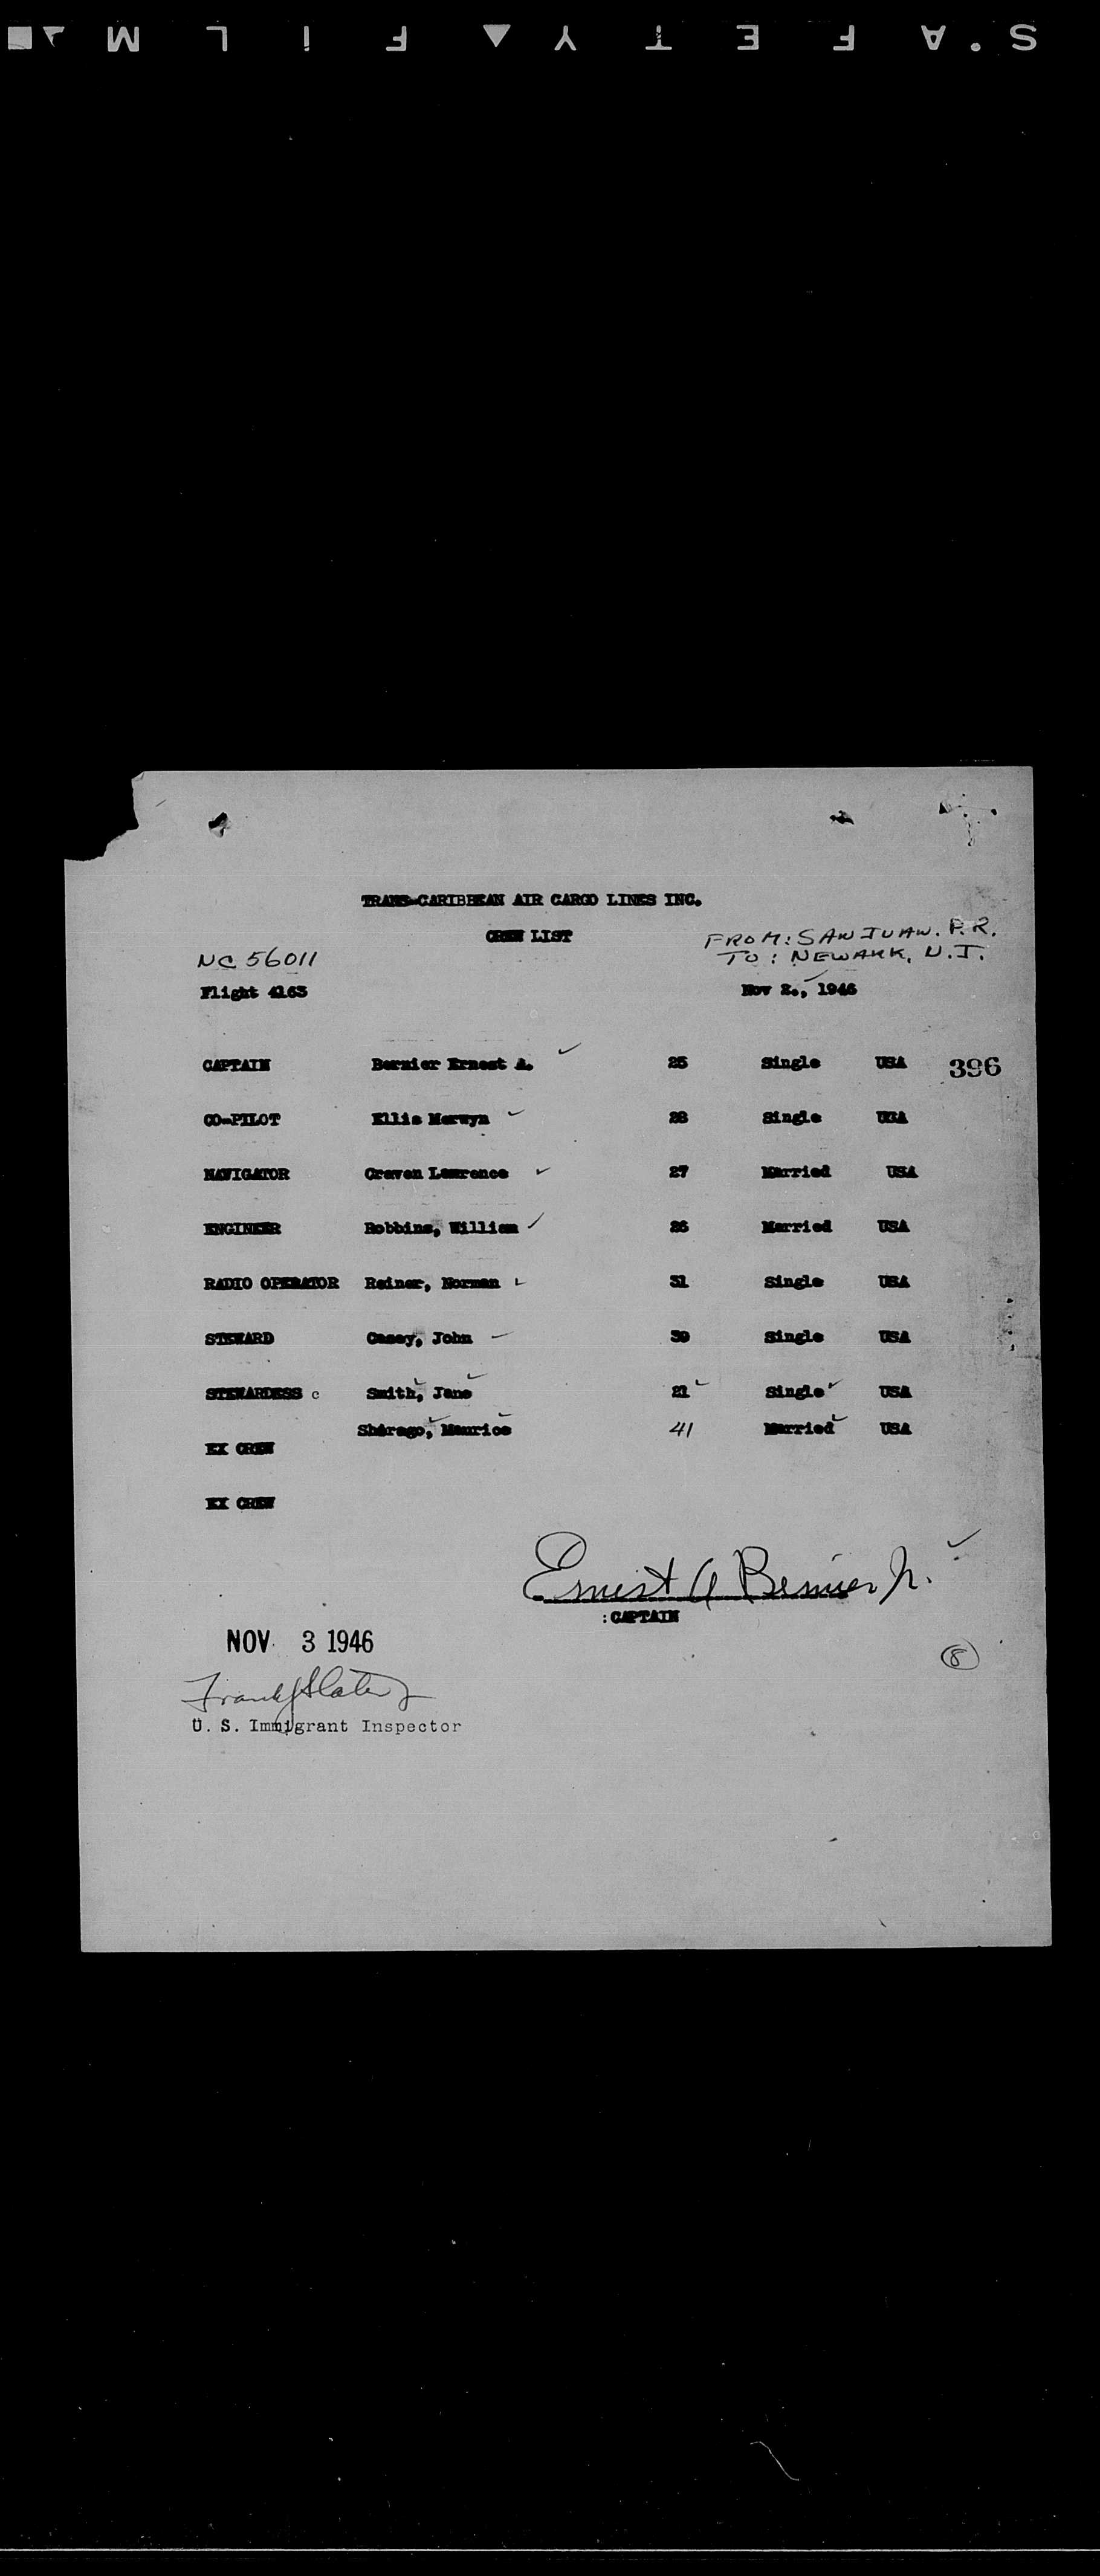 S.A F E T Y ▲ F i L M
TRANS-CARIBBEAN AIR CARGO LINES INC.
CREW LIST
FROM: SAN JUAN. P.R.
NC 56011
TO: NEWARK, N.J.
Flight 4163
Nov 2., 1946
CAPTAIN Bernier Ernest A. 25 Single USA 396
CO-PILOT Ellis Merwyn 28 Single USA
NAVIGATOR Craven Lawrence 27 Married USA
ENGINEER Robbins, William 26 Married USA
RADIO OPERATOR Reiner, Norman 31 Single USA
STEWARD Casey, John 39 Single USA
STEWARDESS c Smith, Jane 21 Single USA
Sharago, Maurice 41 Married USA
EX CREW
EX CREW
Ernest A Bernier Jr.
:CAPTAIN
NOV 3 1946
8
Frank J Slatery
U. S. Immigrant Inspector